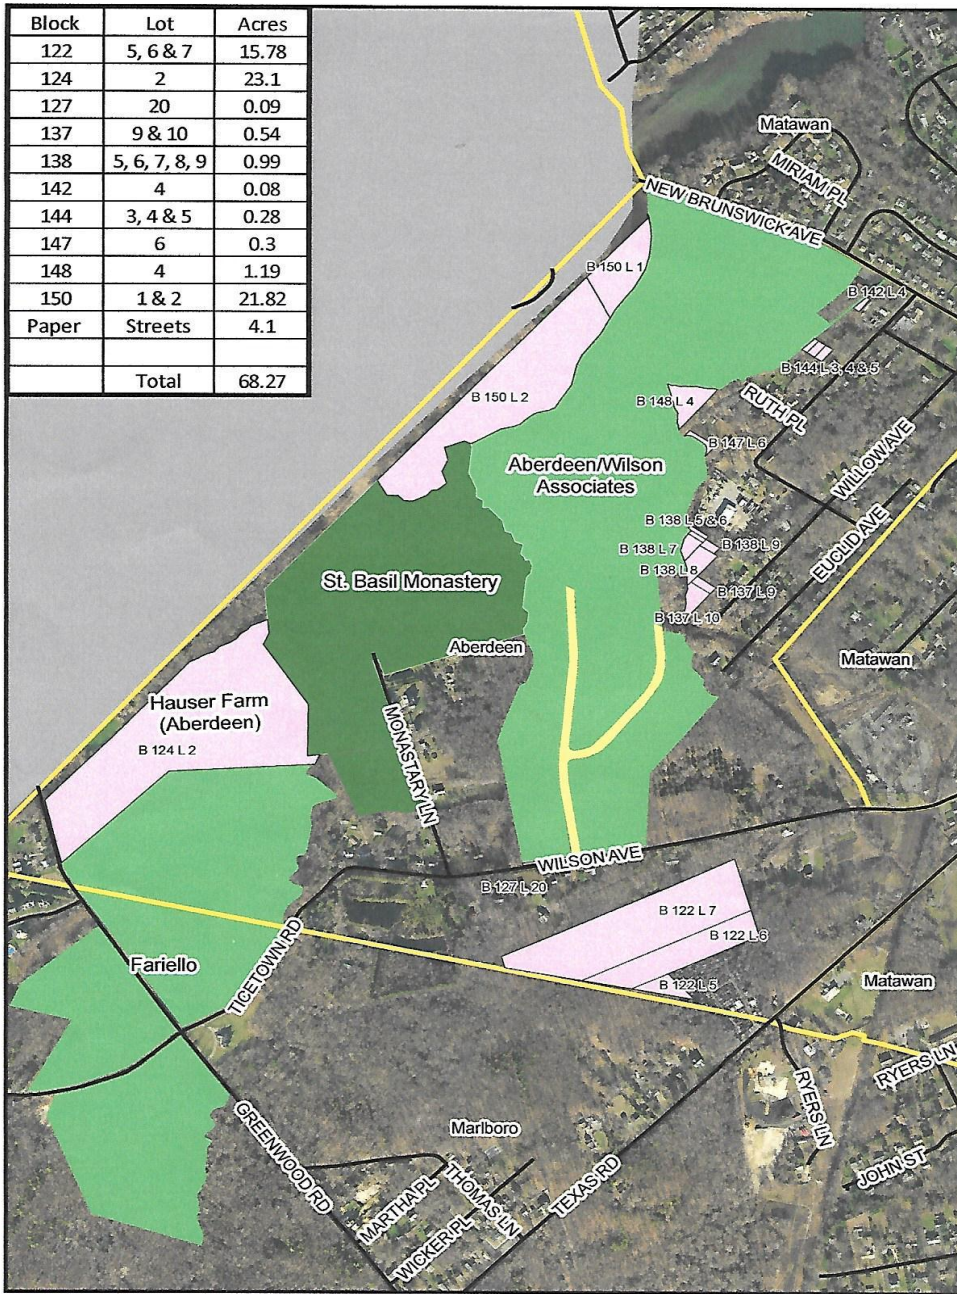 Block Lot Acres
122 5, 6 & 7 15.78
124 2 23.1
127 20 0.09
137 9 & 10 0.54
138 5, 6, 7, 8, 9 0.99
142 4 0.08
144 3, 4 & 5 0.28
147 6 0.3
148 4 1.19
150 1 & 2 21.82
Paper Streets 4.1
Total 68.27
Matawan
MIRIAM PL
NEW BRUNSWICK AVE
B 150 L 1
B 142 L 4
B 144 L 3, 4 & 5
B 150 L 2
B 148 L 4
RUTH PL
B 147 L 6
WILLOW AVE
Aberdeen/Wilson
Associates
B 138 L 5 & 6
EUCLID AVE
B 138 L 7
B 138 L 9
B 138 L 8
St. Basil Monastery
B 137 L 9
B 137 L 10
Aberdeen
Matawan
Hauser Farm
(Aberdeen)
B 124 L 2
MONASTARY LN
WILSON AVE
B 127 L 20
B 122 L 7
B 122 L 6
TICETOWN RD
Fariello
B 122 L 5
Matawan
RYERS LN
RYERS LN
GREENWOOD RD
Marlboro
MARTHA PL
THOMAS LN
WICKER PL
TEXAS RD
JOHN ST